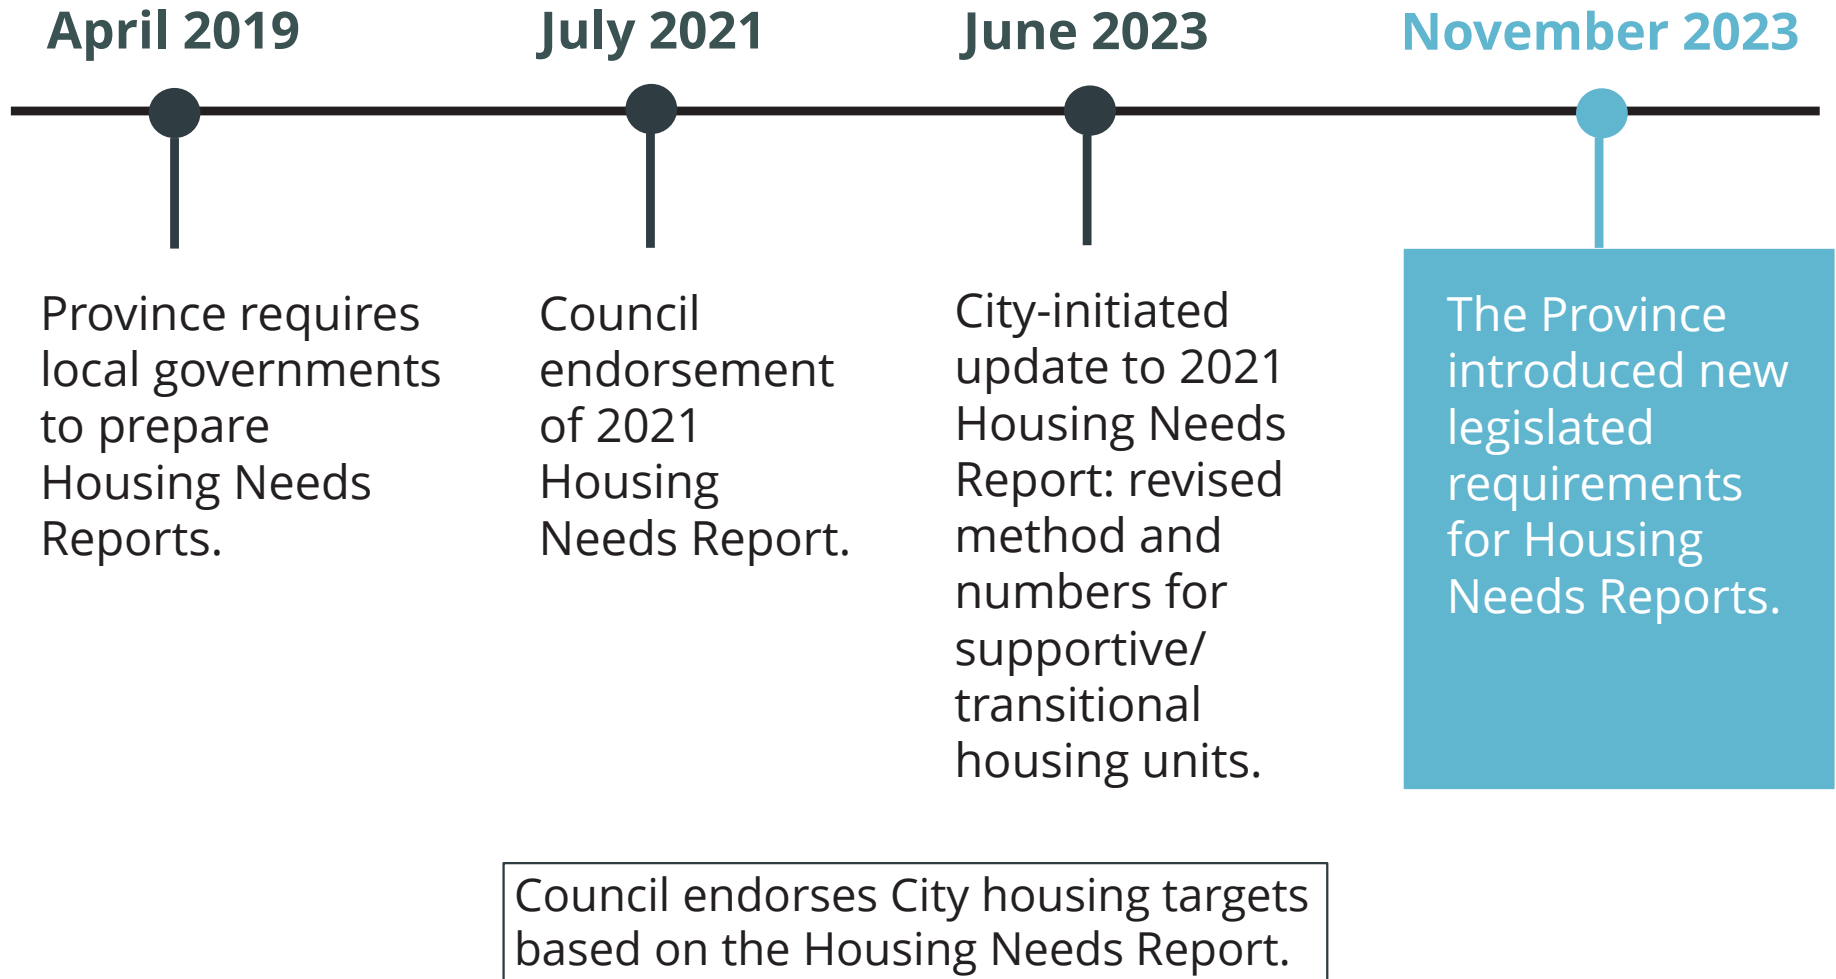 April 2019
July 2021
June 2023
November 2023
Province requires
local governments
to prepare
Housing Needs
Reports.
Council
endorsement
of 2021
Housing
Needs Report.
City-initiated
update to 2021
Housing Needs
Report: revised
method and
numbers for
supportive/
transitional
housing units.
The Province
introduced new
legislated
requirements
for Housing
Needs Reports.
Council endorses City housing targets
based on the Housing Needs Report.